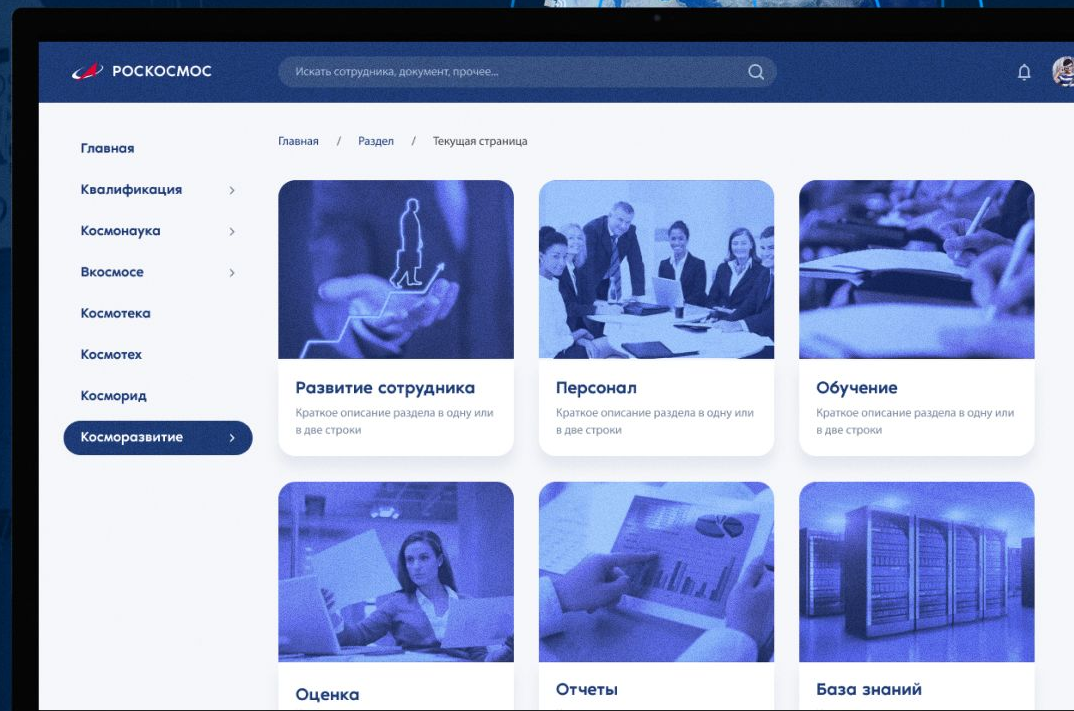 РОСКОСМОС
Искать сотрудника, документ, прочее...
Главная
Квалификация
Космонаука
Вкосмосе
Космотека
Космотех
Косморид
Косморазвитие
Главная / Раздел / Текущая страница
Развитие сотрудника
Краткое описание раздела в одну или
в две строки
Персонал
Краткое описание раздела в одну или
в две строки
Обучение
Краткое описание раздела в одну или
в две строки
Оценка
Отчеты
База знаний